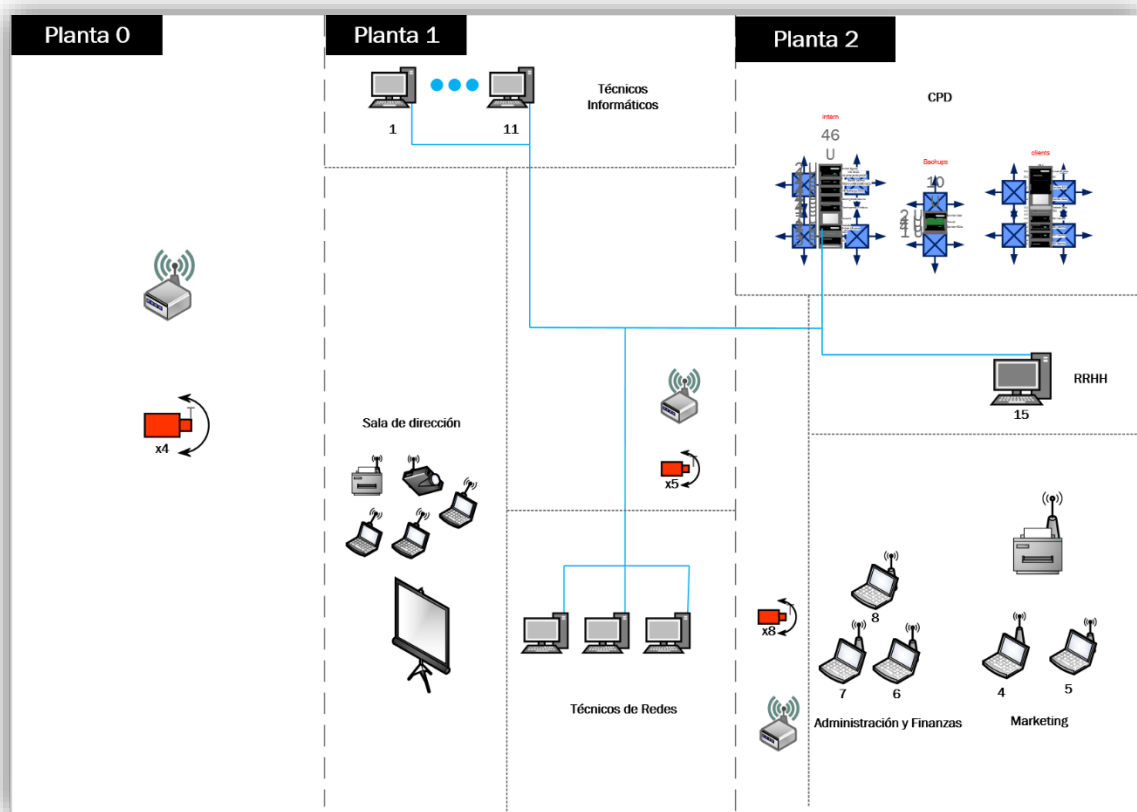 Planta 0
Planta 1
Planta 2
1
11
Técnicos
Informáticos
CPD
intern
46
U
Backups
10
U
2 U
clients
x4
Sala de dirección
x5
Técnicos de Redes
RRHH
15
x8
8
7
6
Administración y Finanzas
4
5
Marketing